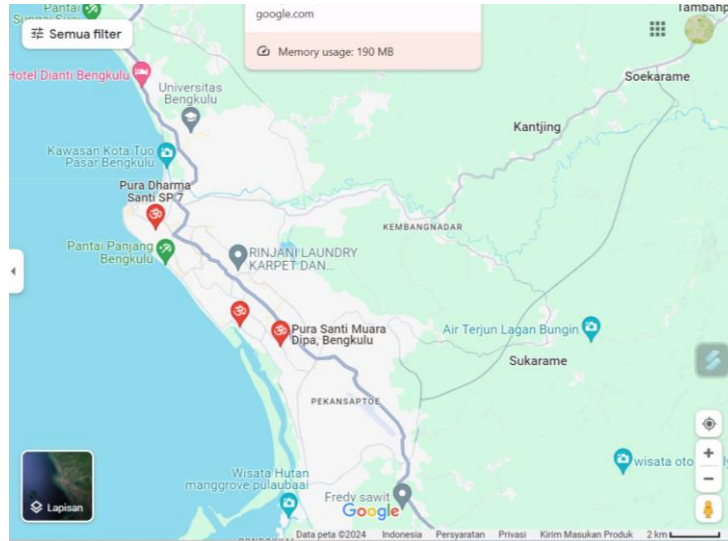 Pantai
Sungai Suci
google.com
Memory usage: 190 MB
Semua filter
Hotel Dianti Bengkulu
Universitas
Bengkulu
Kawasan Kota Tuo
Pasar Bengkulu
Pura Dharma
Santi SP 7
Pantai Panjang
Bengkulu
RINJANI LAUNDRY
KARPET DAN...
Pura Santi Muara
Dipa, Bengkulu
PEKANSAPTOE
Wisata Hutan
manggrove pulaubaai
Fredy sawit
Google
Soekarame
Kantjing
KEMBANGNADAR
Air Terjun Lagan Bungin
Sukarame
wisata oto
Lapisan
Data peta ©2024 Indonesia Persyaratan Privasi Kirim Masukan Produk 2 km